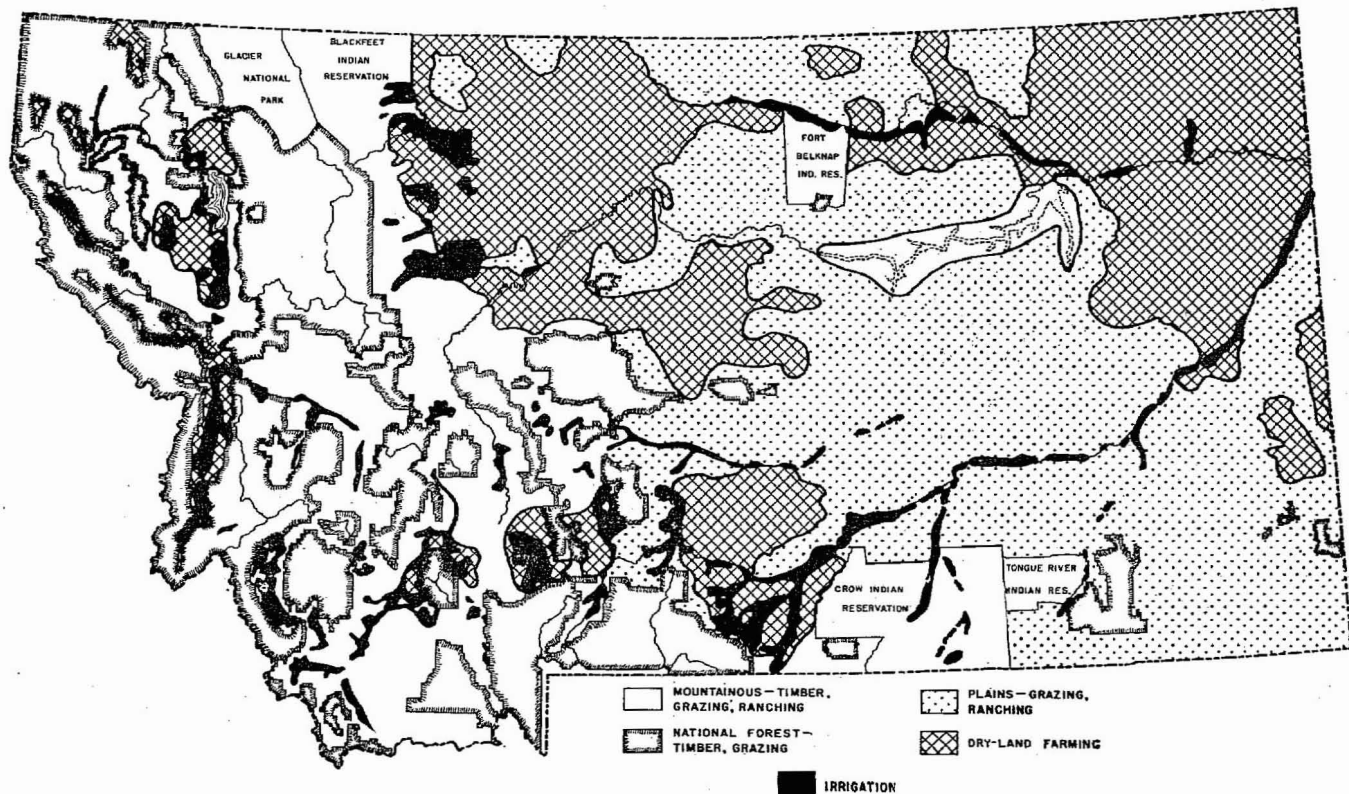 GLACIER
NATIONAL
PARK
BLACKFEET
INDIAN
RESERVATION
FORT
BELKNAP
IND. RES.
CROW INDIAN
RESERVATION
TONGUE RIVER
INDIAN RES.
MOUNTAINOUS—TIMBER,
GRAZING, RANCHING
NATIONAL FOREST—
TIMBER, GRAZING
PLAINS—GRAZING,
RANCHING
DRY-LAND FARMING
IRRIGATION